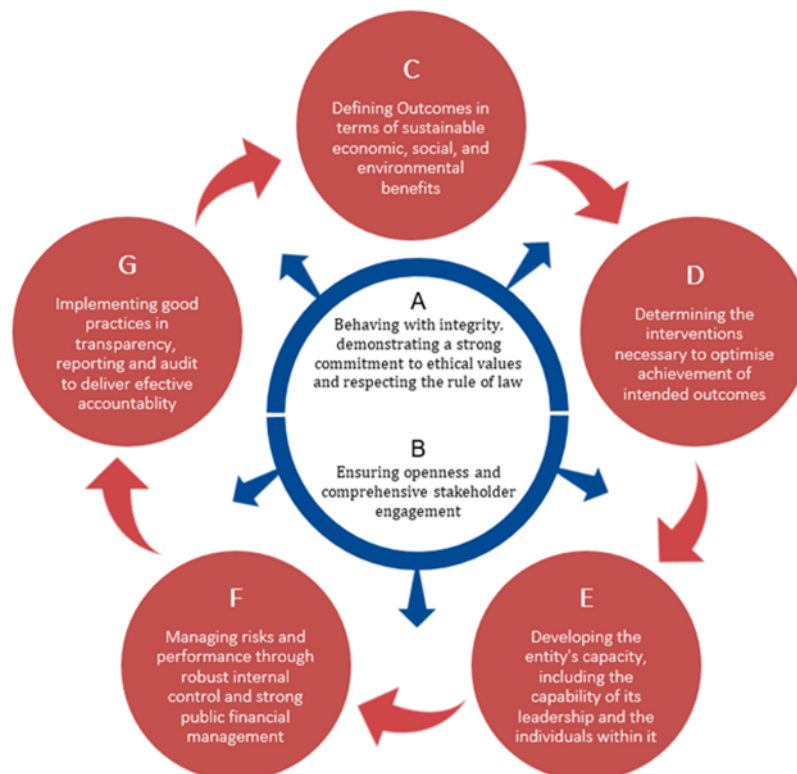 C
Defining Outcomes in
terms of sustainable
economic, social, and
environmental
benefits
G
Implementing good
practices in
transparency,
reporting and audit
to deliver efective
accountablity
A
Behaving with integrity,
demonstrating a strong
commitment to ethical values
and respecting the rule of law
D
Determining the
interventions
necessary to optimise
achievement of
intended outcomes
B
Ensuring openness and
comprehensive stakeholder
engagement
F
Managing risks and
performance through
robust internal
control and strong
public financial
management
E
Developing the
entity's capacity,
including the
capability of its
leadership and the
individuals within it